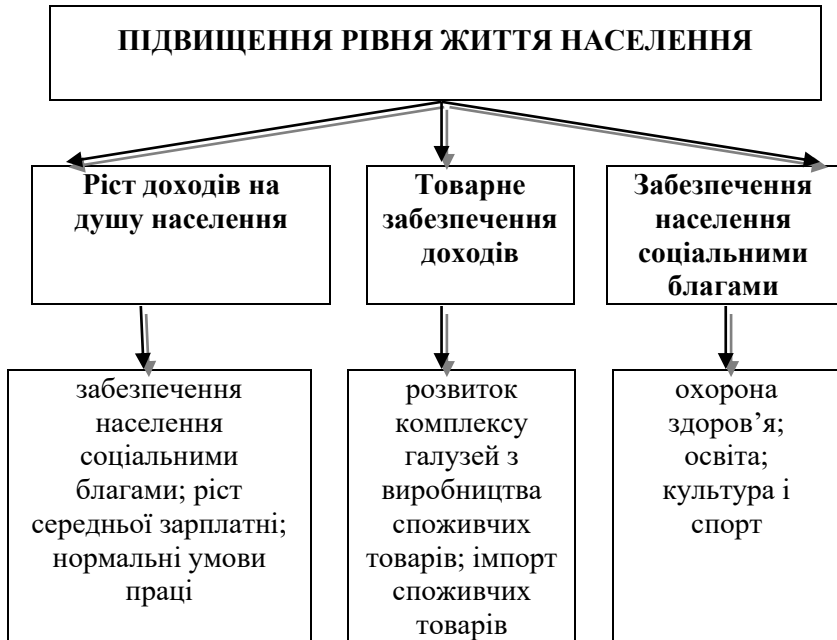 ПІДВИЩЕННЯ РІВНЯ ЖИТТЯ НАСЕЛЕННЯ
Ріст доходів на
душу населення
Товарне
забезпечення
доходів
Забезпечення
населення
соціальними
благами
забезпечення
населення
соціальними
благами; ріст
середньої зарплатні;
нормальні умови
праці
розвиток
комплексу
галузей з
виробництва
споживчих
товарів; імпорт
споживчих
товарів
охорона
здоров’я;
освіта;
культура і
спорт